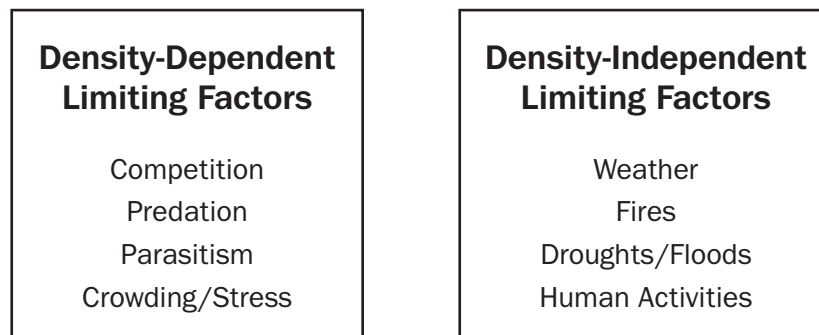 Density-Dependent
Limiting Factors
Competition
Predation
Parasitism
Crowding/Stress
Density-Independent
Limiting Factors
Weather
Fires
Droughts/Floods
Human Activities